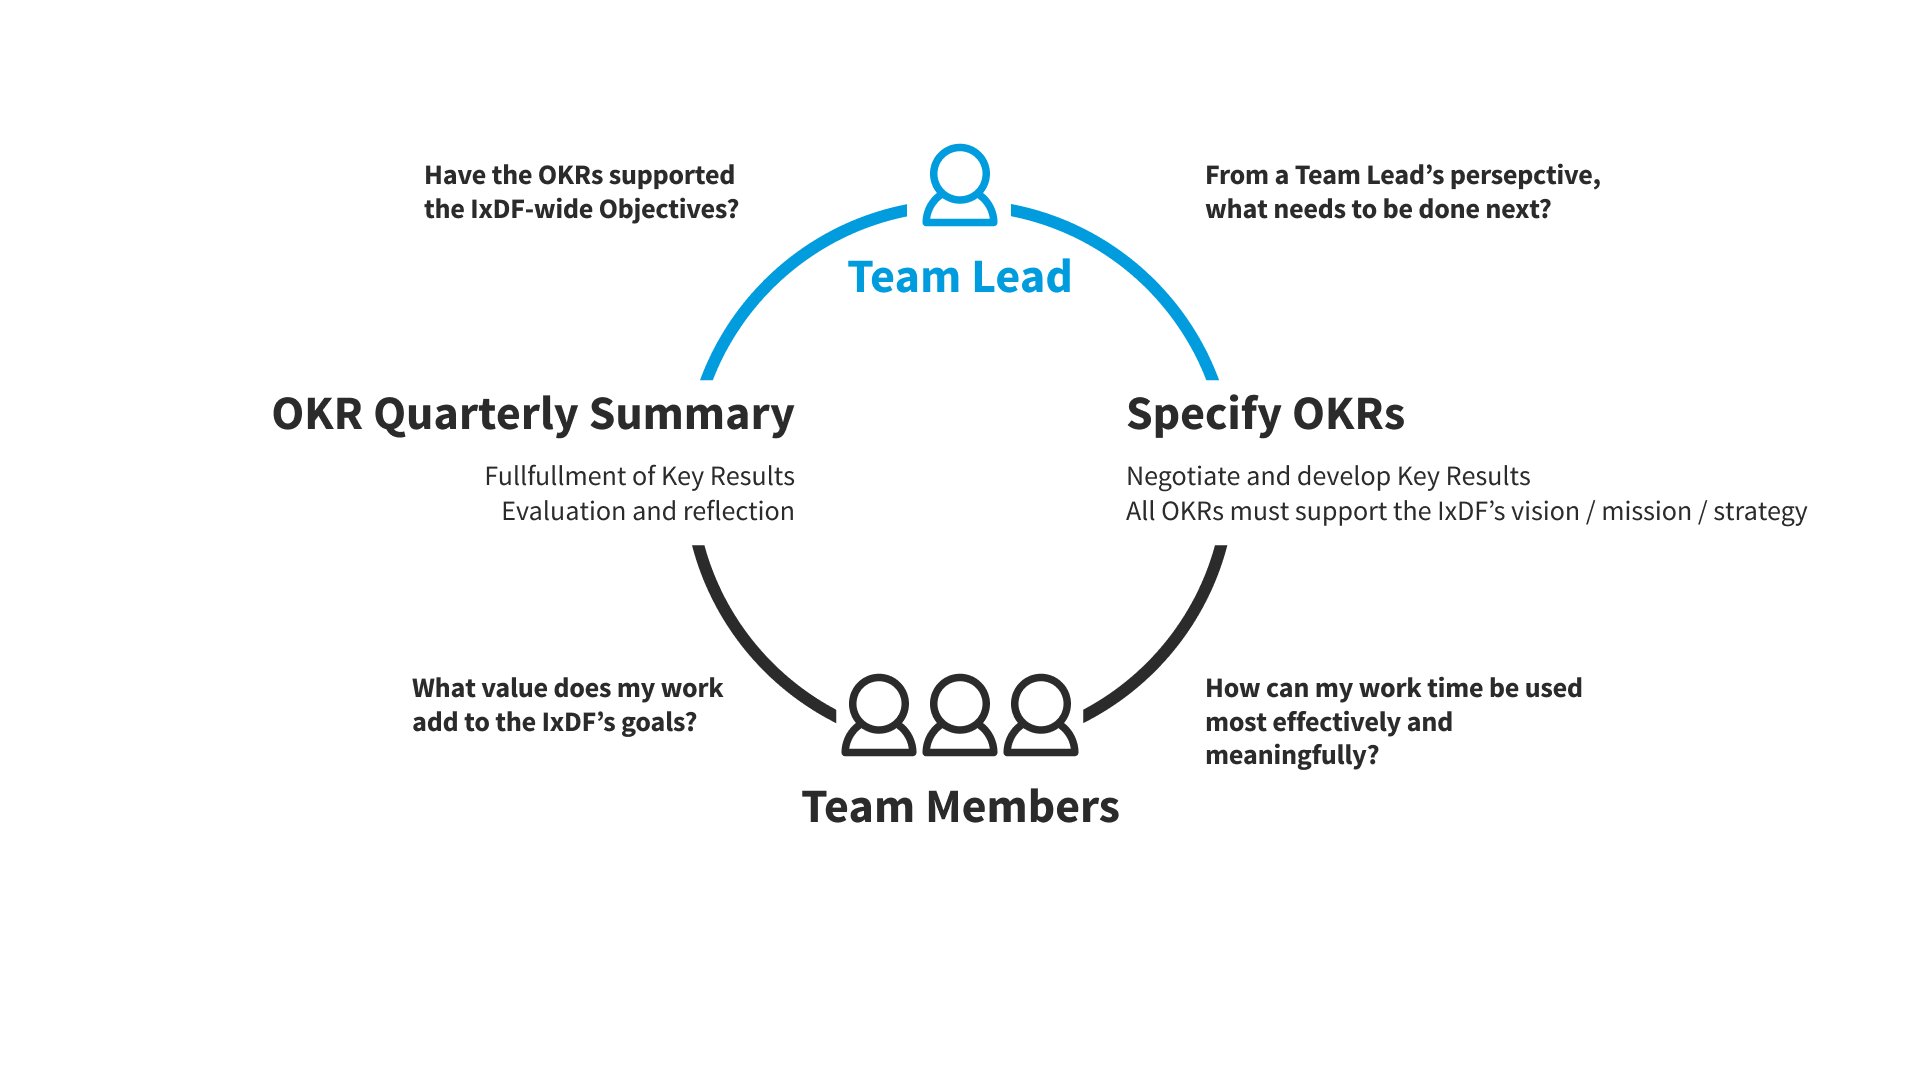 Have the OKRs supported
the IxDF-wide Objectives?
From a Team Lead’s persepctive,
what needs to be done next?
Team Lead
OKR Quarterly Summary
Fullfullment of Key Results
Evaluation and reflection
Specify OKRs
Negotiate and develop Key Results
All OKRs must support the IxDF’s vision / mission / strategy
What value does my work
add to the IxDF’s goals?
How can my work time be used
most effectively and
meaningfully?
Team Members